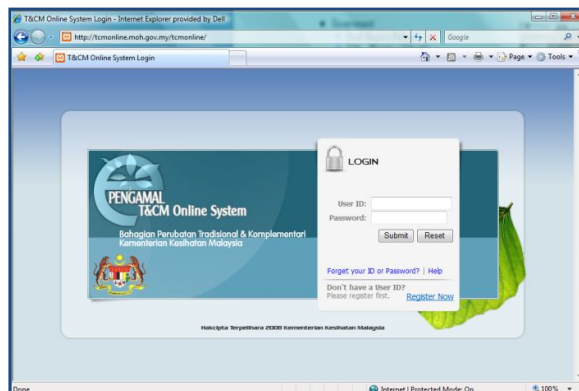 T&CM Online System Login - Internet Explorer provided by Dell
http://tcmonline.moh.gov.my/tcmonline/
Google
T&CM Online System Login
Page
Tools
LOGIN
User ID:
Password:
Submit Reset
Forget your ID or Password? | Help
Don't have a User ID?
Please register first. Register Now
PENGAMAL
T&CM Online System
Bahagian Perubatan Tradisional & Komplementari
Kementerian Kesihatan Malaysia
Hakcipta Terpelihara 2008 Kementerian Kesihatan Malaysia
Done
Internet | Protected Mode: On
100%